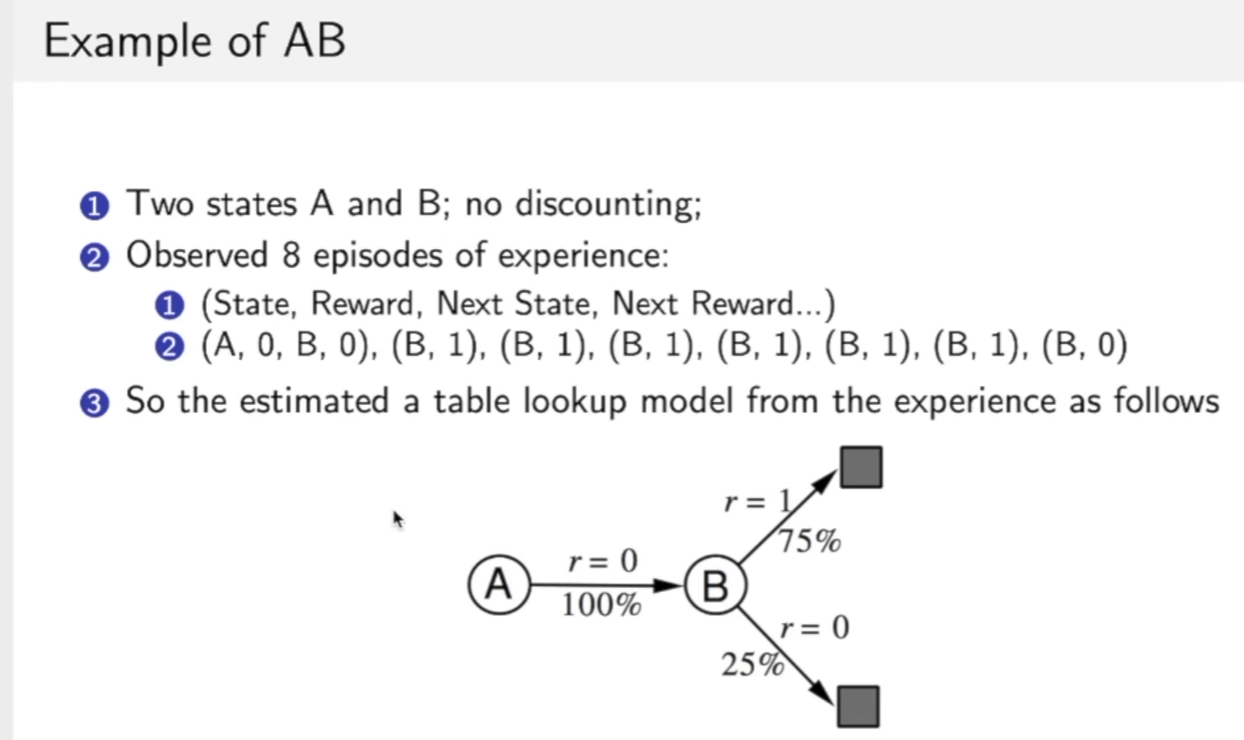 Example of AB
1 Two states A and B; no discounting;
2 Observed 8 episodes of experience:
1 (State, Reward, Next State, Next Reward...)
2 (A, 0, B, 0), (B, 1), (B, 1), (B, 1), (B, 1), (B, 1), (B, 1), (B, 0)
3 So the estimated a table lookup model from the experience as follows
r = 1
75%
r = 0
A
B
100%
r = 0
25%